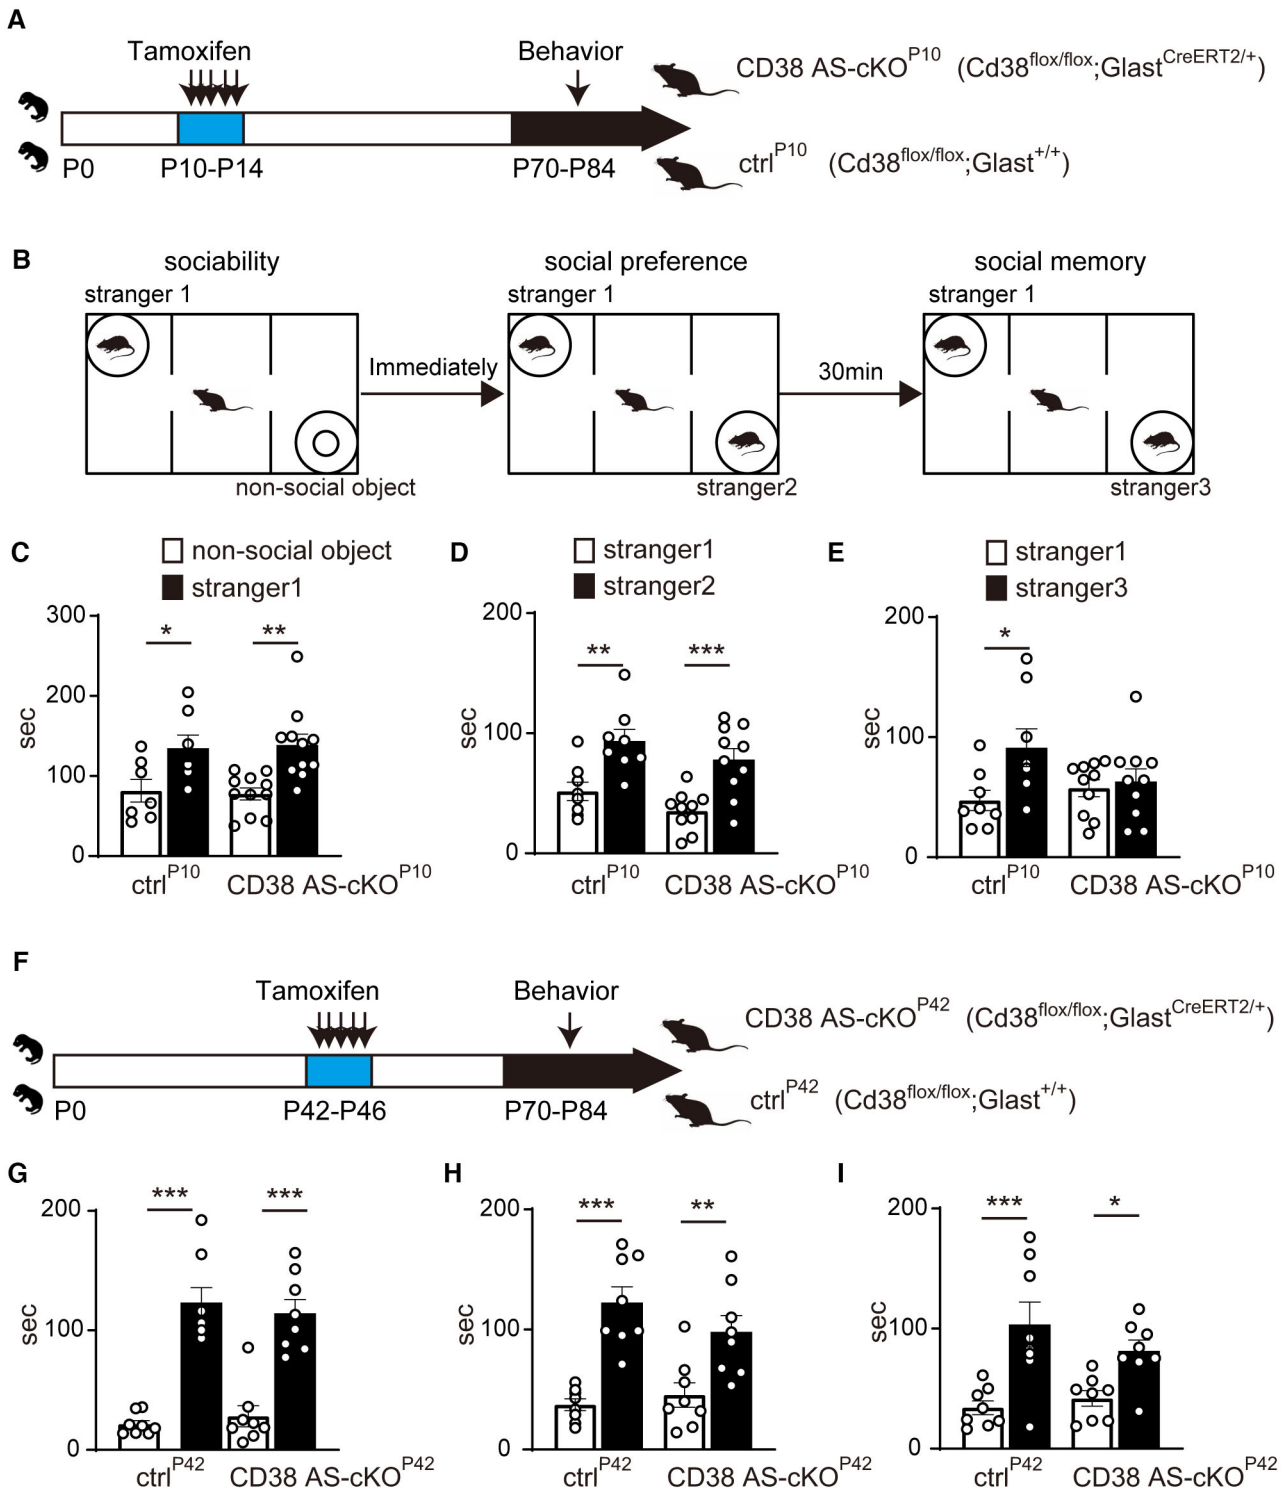 A
Tamoxifen
Behavior
CD38 AS-cKO^P10 (Cd38^flox/flox;Glast^CreERT2/+)
P0
P10-P14
P70-P84
ctrl^P10 (Cd38^flox/flox;Glast^+/+)
B
sociability
social preference
social memory
stranger 1
stranger 1
stranger 1
Immediately
30min
non-social object
stranger2
stranger3
C
non-social object
stranger1
300
200
100
0
sec
*
**
ctrl^P10
CD38 AS-cKO^P10
D
stranger1
stranger2
200
100
0
sec
**
***
ctrl^P10
CD38 AS-cKO^P10
E
stranger1
stranger3
200
100
0
sec
*
ctrl^P10
CD38 AS-cKO^P10
F
Tamoxifen
Behavior
CD38 AS-cKO^P42 (Cd38^flox/flox;Glast^CreERT2/+)
P0
P42-P46
P70-P84
ctrl^P42 (Cd38^flox/flox;Glast^+/+)
G
200
100
0
sec
***
***
ctrl^P42
CD38 AS-cKO^P42
H
200
100
0
sec
***
**
ctrl^P42
CD38 AS-cKO^P42
I
200
100
0
sec
***
*
ctrl^P42
CD38 AS-cKO^P42